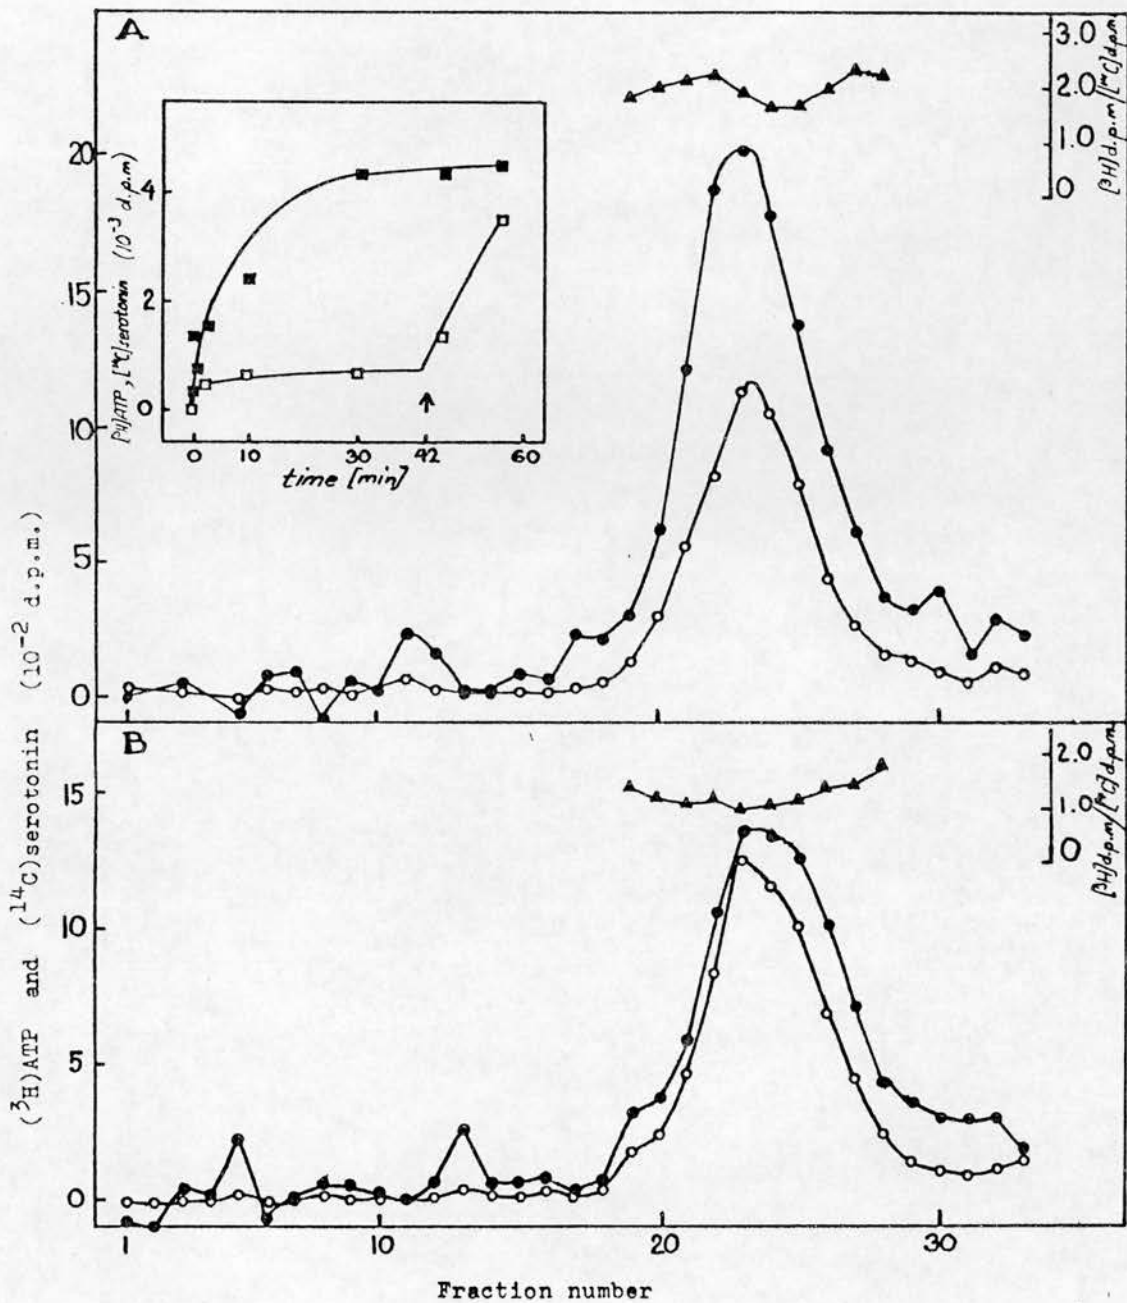 A
3.0
2.0
1.0
0
[³H]d.p.m/[¹⁴C]d.p.m
20
15
10
5
0
[³H]ATP, [¹⁴C]serotonin (10⁻³ d.p.m)
4
2
0
0 10 30 42 60
time [min]
B
2.0
1.0
0
[³H]d.p.m/[¹⁴C]d.p.m
15
10
5
0
(³H)ATP and (¹⁴C)serotonin (10⁻² d.p.m.)
1 10 20 30
Fraction number